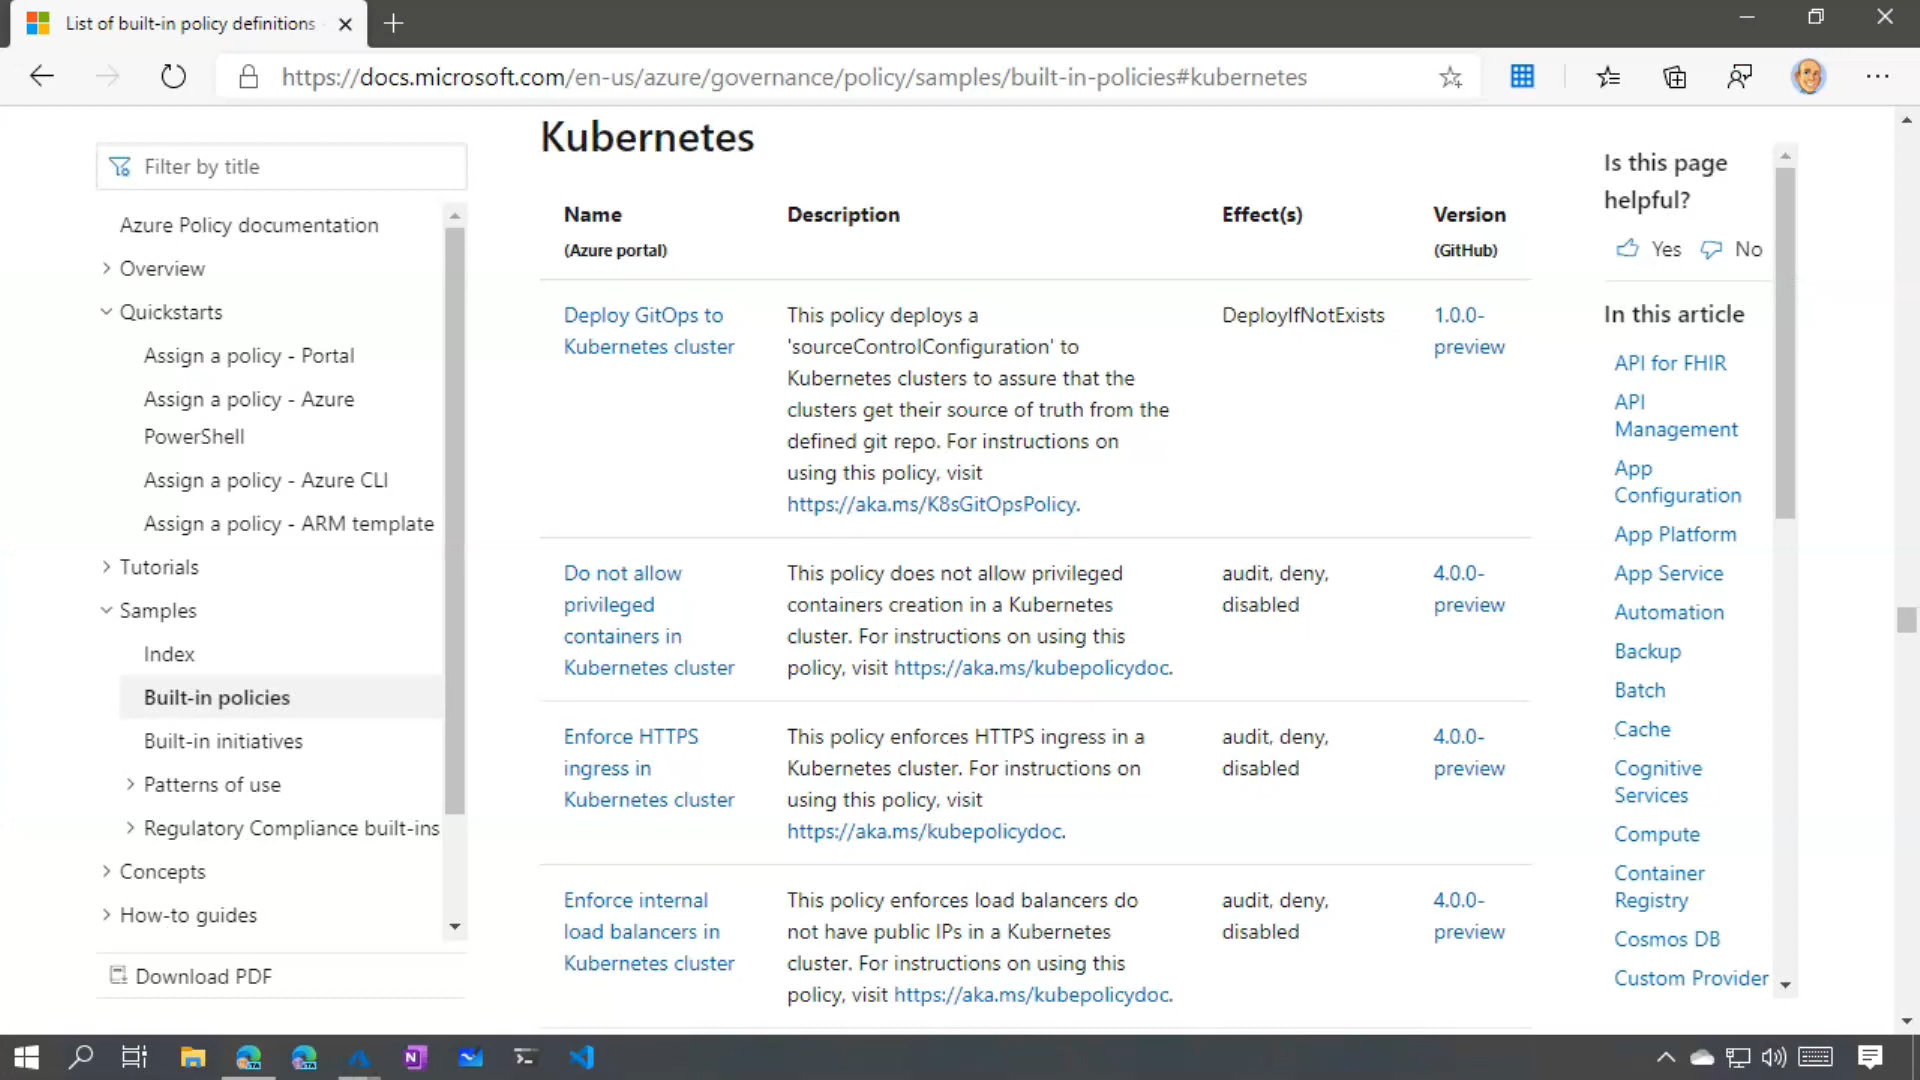 List of built-in policy definitions
https://docs.microsoft.com/en-us/azure/governance/policy/samples/built-in-policies#kubernetes
Filter by title
Azure Policy documentation
Overview
Quickstarts
Assign a policy - Portal
Assign a policy - Azure
PowerShell
Assign a policy - Azure CLI
Assign a policy - ARM template
Tutorials
Samples
Index
Built-in policies
Built-in initiatives
Patterns of use
Regulatory Compliance built-ins
Concepts
How-to guides
Download PDF
Kubernetes
Name
(Azure portal)
Description
Effect(s)
Version
(GitHub)
Deploy GitOps to
Kubernetes cluster
This policy deploys a
'sourceControlConfiguration' to
Kubernetes clusters to assure that the
clusters get their source of truth from the
defined git repo. For instructions on
using this policy, visit
https://aka.ms/K8sGitOpsPolicy.
DeployIfNotExists
1.0.0-
preview
Do not allow
privileged
containers in
Kubernetes cluster
This policy does not allow privileged
containers creation in a Kubernetes
cluster. For instructions on using this
policy, visit https://aka.ms/kubepolicydoc.
audit, deny,
disabled
4.0.0-
preview
Enforce HTTPS
ingress in
Kubernetes cluster
This policy enforces HTTPS ingress in a
Kubernetes cluster. For instructions on
using this policy, visit
https://aka.ms/kubepolicydoc.
audit, deny,
disabled
4.0.0-
preview
Enforce internal
load balancers in
Kubernetes cluster
This policy enforces load balancers do
not have public IPs in a Kubernetes
cluster. For instructions on using this
policy, visit https://aka.ms/kubepolicydoc.
audit, deny,
disabled
4.0.0-
preview
Is this page
helpful?
Yes No
In this article
API for FHIR
API
Management
App
Configuration
App Platform
App Service
Automation
Backup
Batch
Cache
Cognitive
Services
Compute
Container
Registry
Cosmos DB
Custom Provider